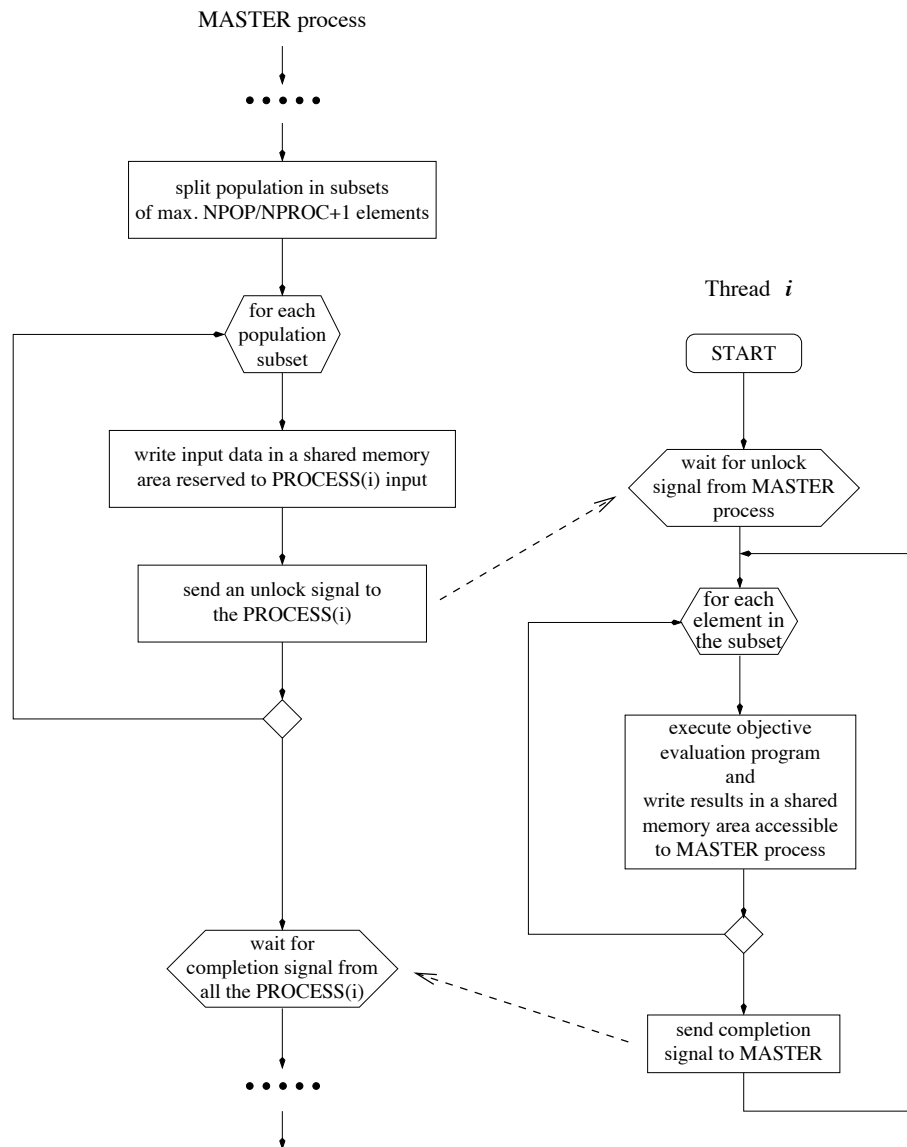 MASTER process
split population in subsets
of max. NPOP/NPROC+1 elements
for each
population
subset
write input data in a shared memory
area reserved to PROCESS(i) input
send an unlock signal to
the PROCESS(i)
wait for
completion signal from
all the PROCESS(i)
Thread i
START
wait for unlock
signal from MASTER
process
for each
element in
the subset
execute objective
evaluation program
and
write results in a shared
memory area accessible
to MASTER process
send completion
signal to MASTER